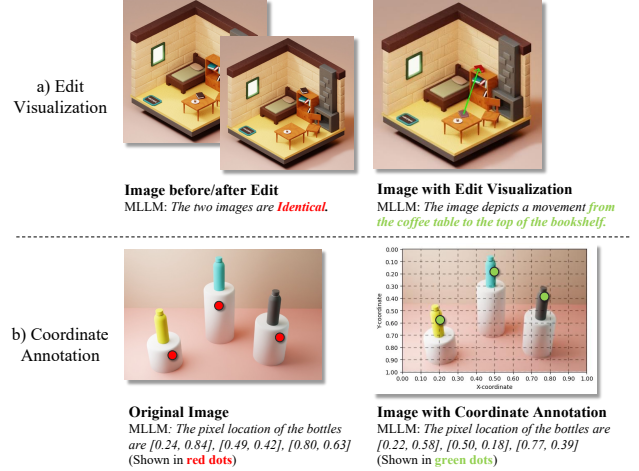 a) Edit
Visualization
Image before/after Edit
MLLM: The two images are Identical.
Image with Edit Visualization
MLLM: The image depicts a movement from
the coffee table to the top of the bookshelf.
b) Coordinate
Annotation
Original Image
MLLM: The pixel location of the bottles
are [0.24, 0.84], [0.49, 0.42], [0.80, 0.63]
(Shown in red dots)
0.00
0.10
0.20
0.30
0.40
0.50
0.60
0.70
0.80
0.90
1.00
Y-coordinate
0.00 0.10 0.20 0.30 0.40 0.50 0.60 0.70 0.80 0.90 1.00
X-coordinate
Image with Coordinate Annotation
MLLM: The pixel location of the bottles are
[0.22, 0.58], [0.50, 0.18], [0.77, 0.39]
(Shown in green dots)